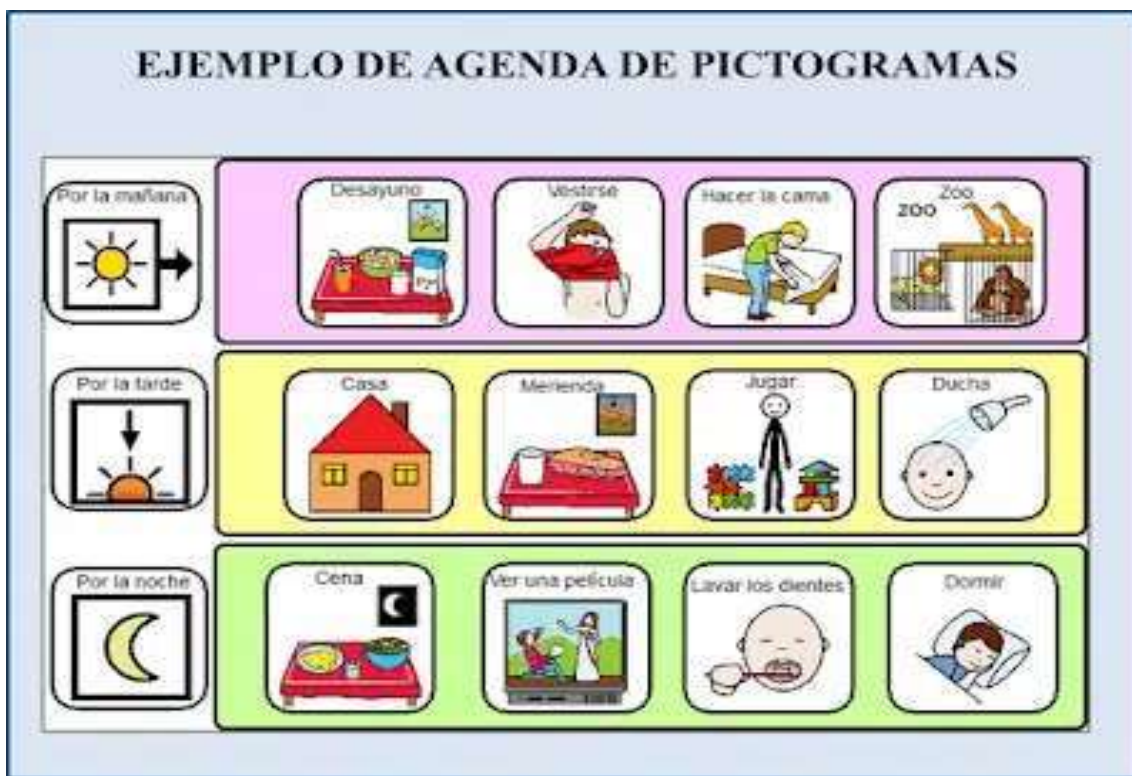 EJEMPLO DE AGENDA DE PICTOGRAMAS
Por la mañana
Desayuno
Vestirse
Hacer la cama
Zoo
ZOO
Por la tarde
Casa
Merienda
Jugar
Ducha
Por la noche
Cena
Ver una película
Lavar los dientes
Dormir